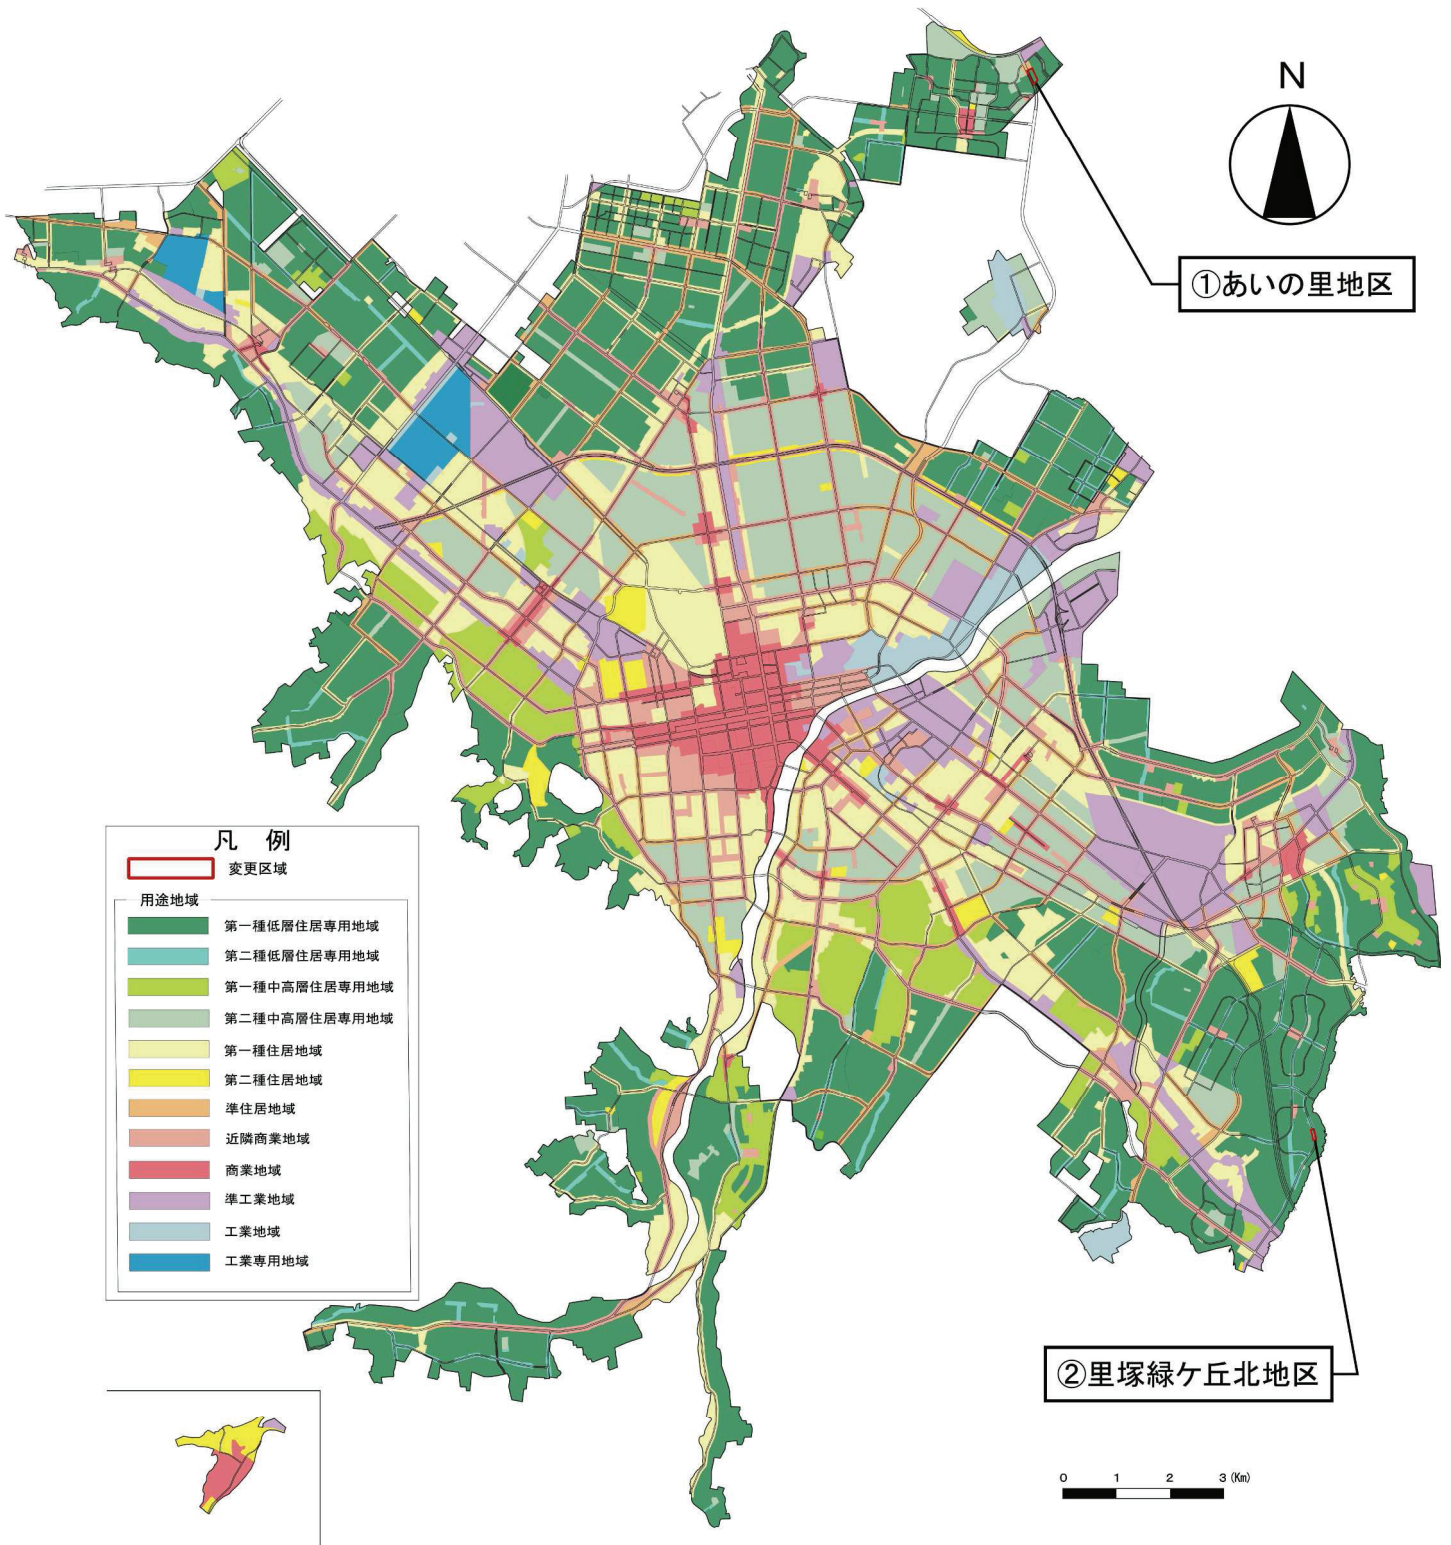 N
①あいの里地区
凡 例
変更区域
用途地域
第一種低層住居専用地域
第二種低層住居専用地域
第一種中高層住居専用地域
第二種中高層住居専用地域
第一種住居地域
第二種住居地域
準住居地域
近隣商業地域
商業地域
準工業地域
工業地域
工業専用地域
②里塚緑ケ丘北地区
0 1 2 3 (Km)